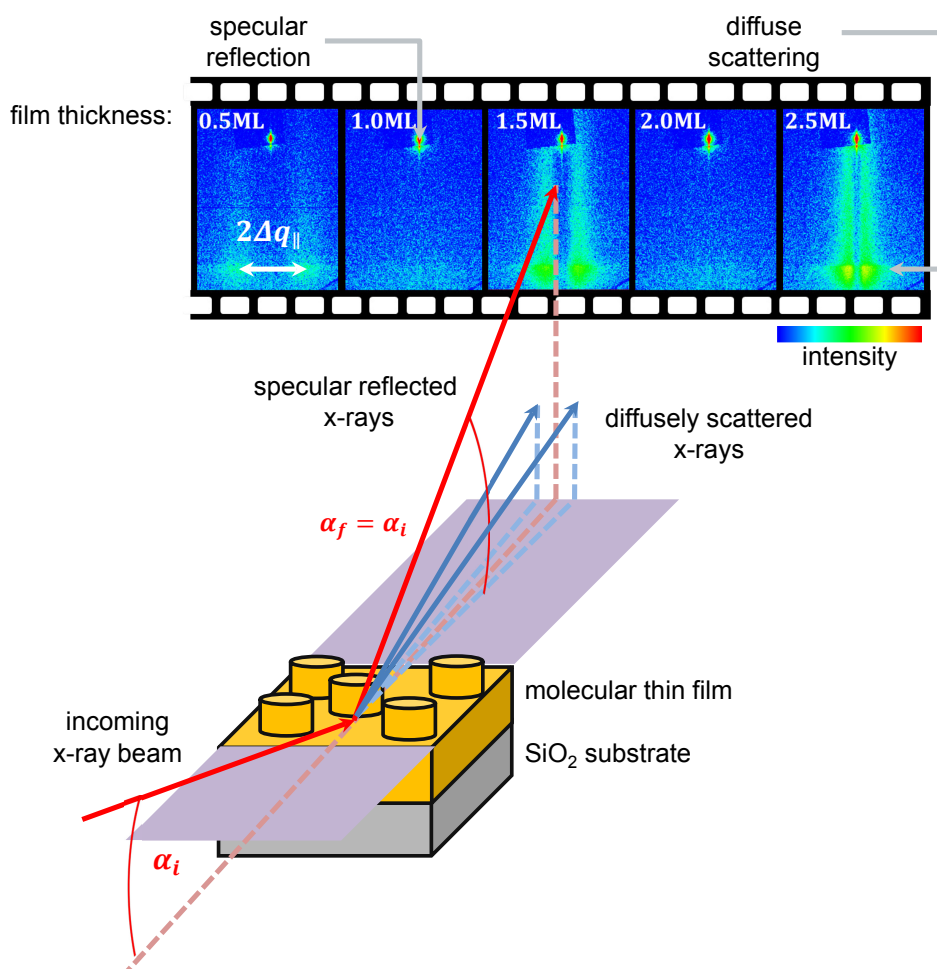 specular
reflection
diffuse
scattering
film thickness:
0.5ML
1.0ML
1.5ML
2.0ML
2.5ML
2Δq∥
intensity
specular reflected
x-rays
diffusely scattered
x-rays
α_f = α_i
molecular thin film
incoming
x-ray beam
SiO₂ substrate
α_i